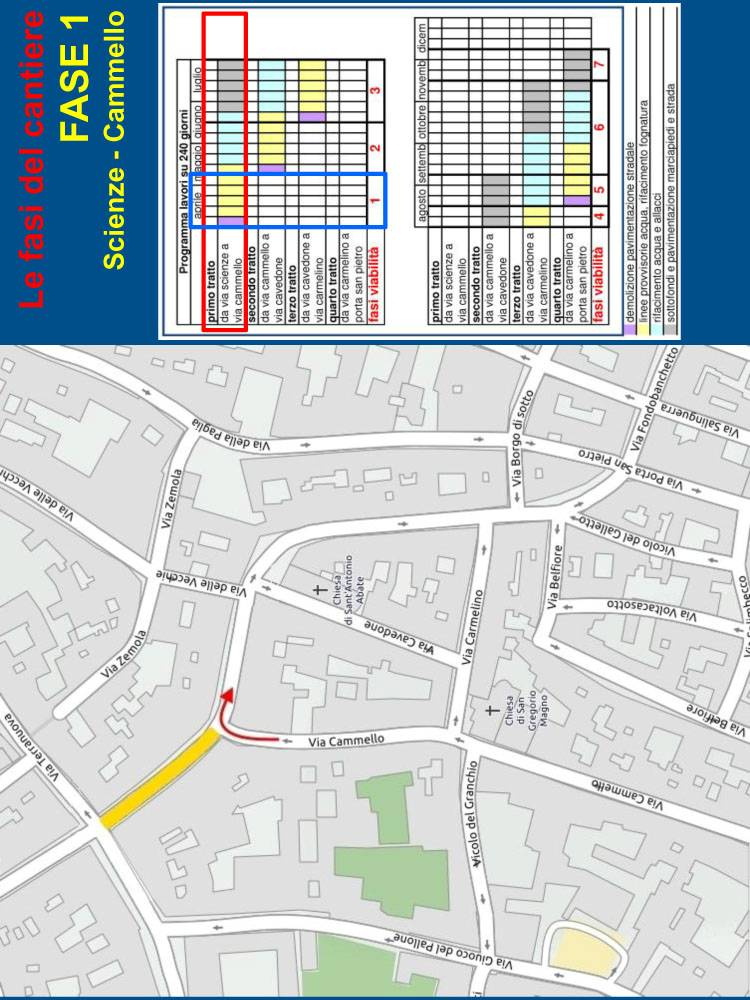 Le fasi del cantiere
FASE 1
Scienze - Cammello
Programma lavori su 240 giorni
aprile maggio giugno luglio
primo tratto
da via scienze a
via cammello
secondo tratto
da via cammello a
via cavedone
terzo tratto
da via cavedone a
via carmelino
quarto tratto
da via carmelino a
porta san pietro
fasi viabilità 1 2 3
agosto settemb ottobre novemb dicem
primo tratto
da via scienze a
via cammello
secondo tratto
da via cammello a
via cavedone
terzo tratto
da via cavedone a
via carmelino
quarto tratto
da via carmelino a
porta san pietro
fasi viabilità 4 5 6 7
demolizione pavimentazione stradale
linee provvisorie acqua, rifacimento fognatura
rifacimento acqua e allacci
sottofondi e pavimentazione marciapiedi e strada
Via della Paglia
Via Borgo di sotto
Via Fondobanchetto
Via Salinguerra
Via Porta San Pietro
Via delle Vecchie
Via Zemola
Via delle Vecchie
Vicolo del Galletto
Via Belfiore
Chiesa
di Sant'Antonio
Abate
Via Carmelino
Via Voltacasotto
Via Cavedone
Via Zemola
Via Belfiore
Chiesa
di San
Gregorio
Magno
Via Terranuova
Via Cammello
Via Cammello
Vicolo del Granchio
Via Giuoco del Pallone